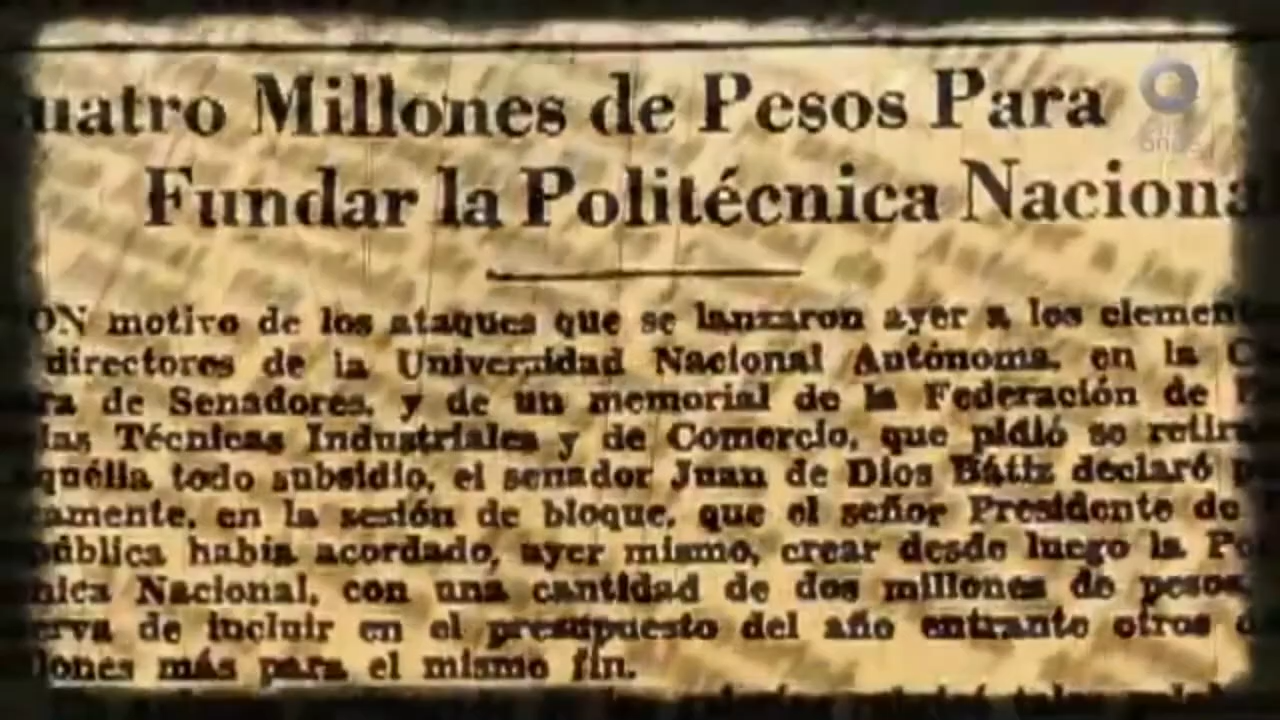 uatro Millones de Pesos Para
Fundar la Politécnica Naciona
ON motivo de los ataques que se lanzaron ayer a los element
directores de la Universidad Nacional Autónoma, en la C
ra de Senadores, y de un memorial de la Federación de E
las Técnicas Industriales y de Comercio, que pidió se retir
aquélla todo subsidio, el senador Juan de Dios Bátiz declaró p
camente, en la sesión de bloque, que el señor Presidente de
pública había acordado, ayer mismo, crear desde luego la Po
nica Nacional, con una cantidad de dos millones de pesos
erva de incluir en el presupuesto del año entrante otros d
lones más para el mismo fin.